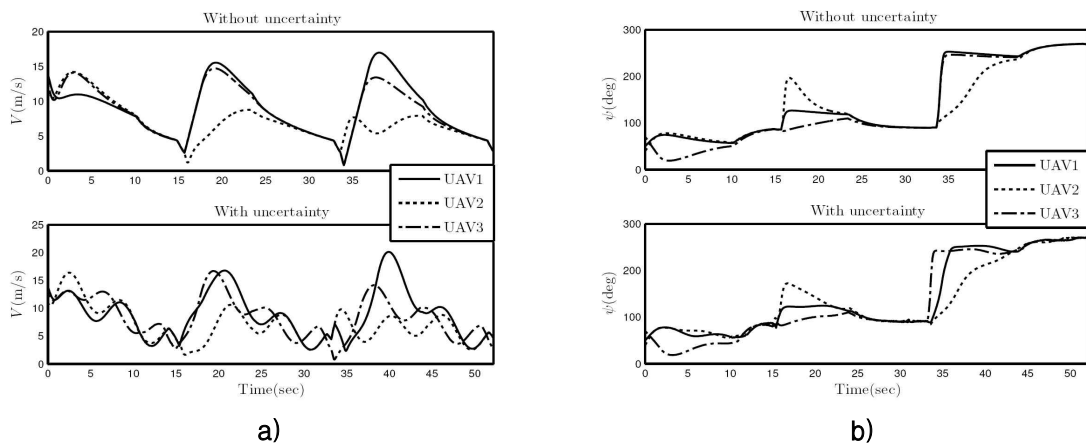 Without uncertainty
20
15
10
5
0
V(m/s)
0 5 10 15 20 25 30 35
UAV1
UAV2
UAV3
With uncertainty
25
20
15
10
5
0
V(m/s)
0 5 10 15 20 25 30 35 40 45 50
Time(sec)
a)
Without uncertainty
300
200
100
0
ψ(deg)
0 5 10 15 20 25 30 35
UAV1
UAV2
UAV3
With uncertainty
300
200
100
0
ψ(deg)
0 5 10 15 20 25 30 35 40 45 50
Time(sec)
b)